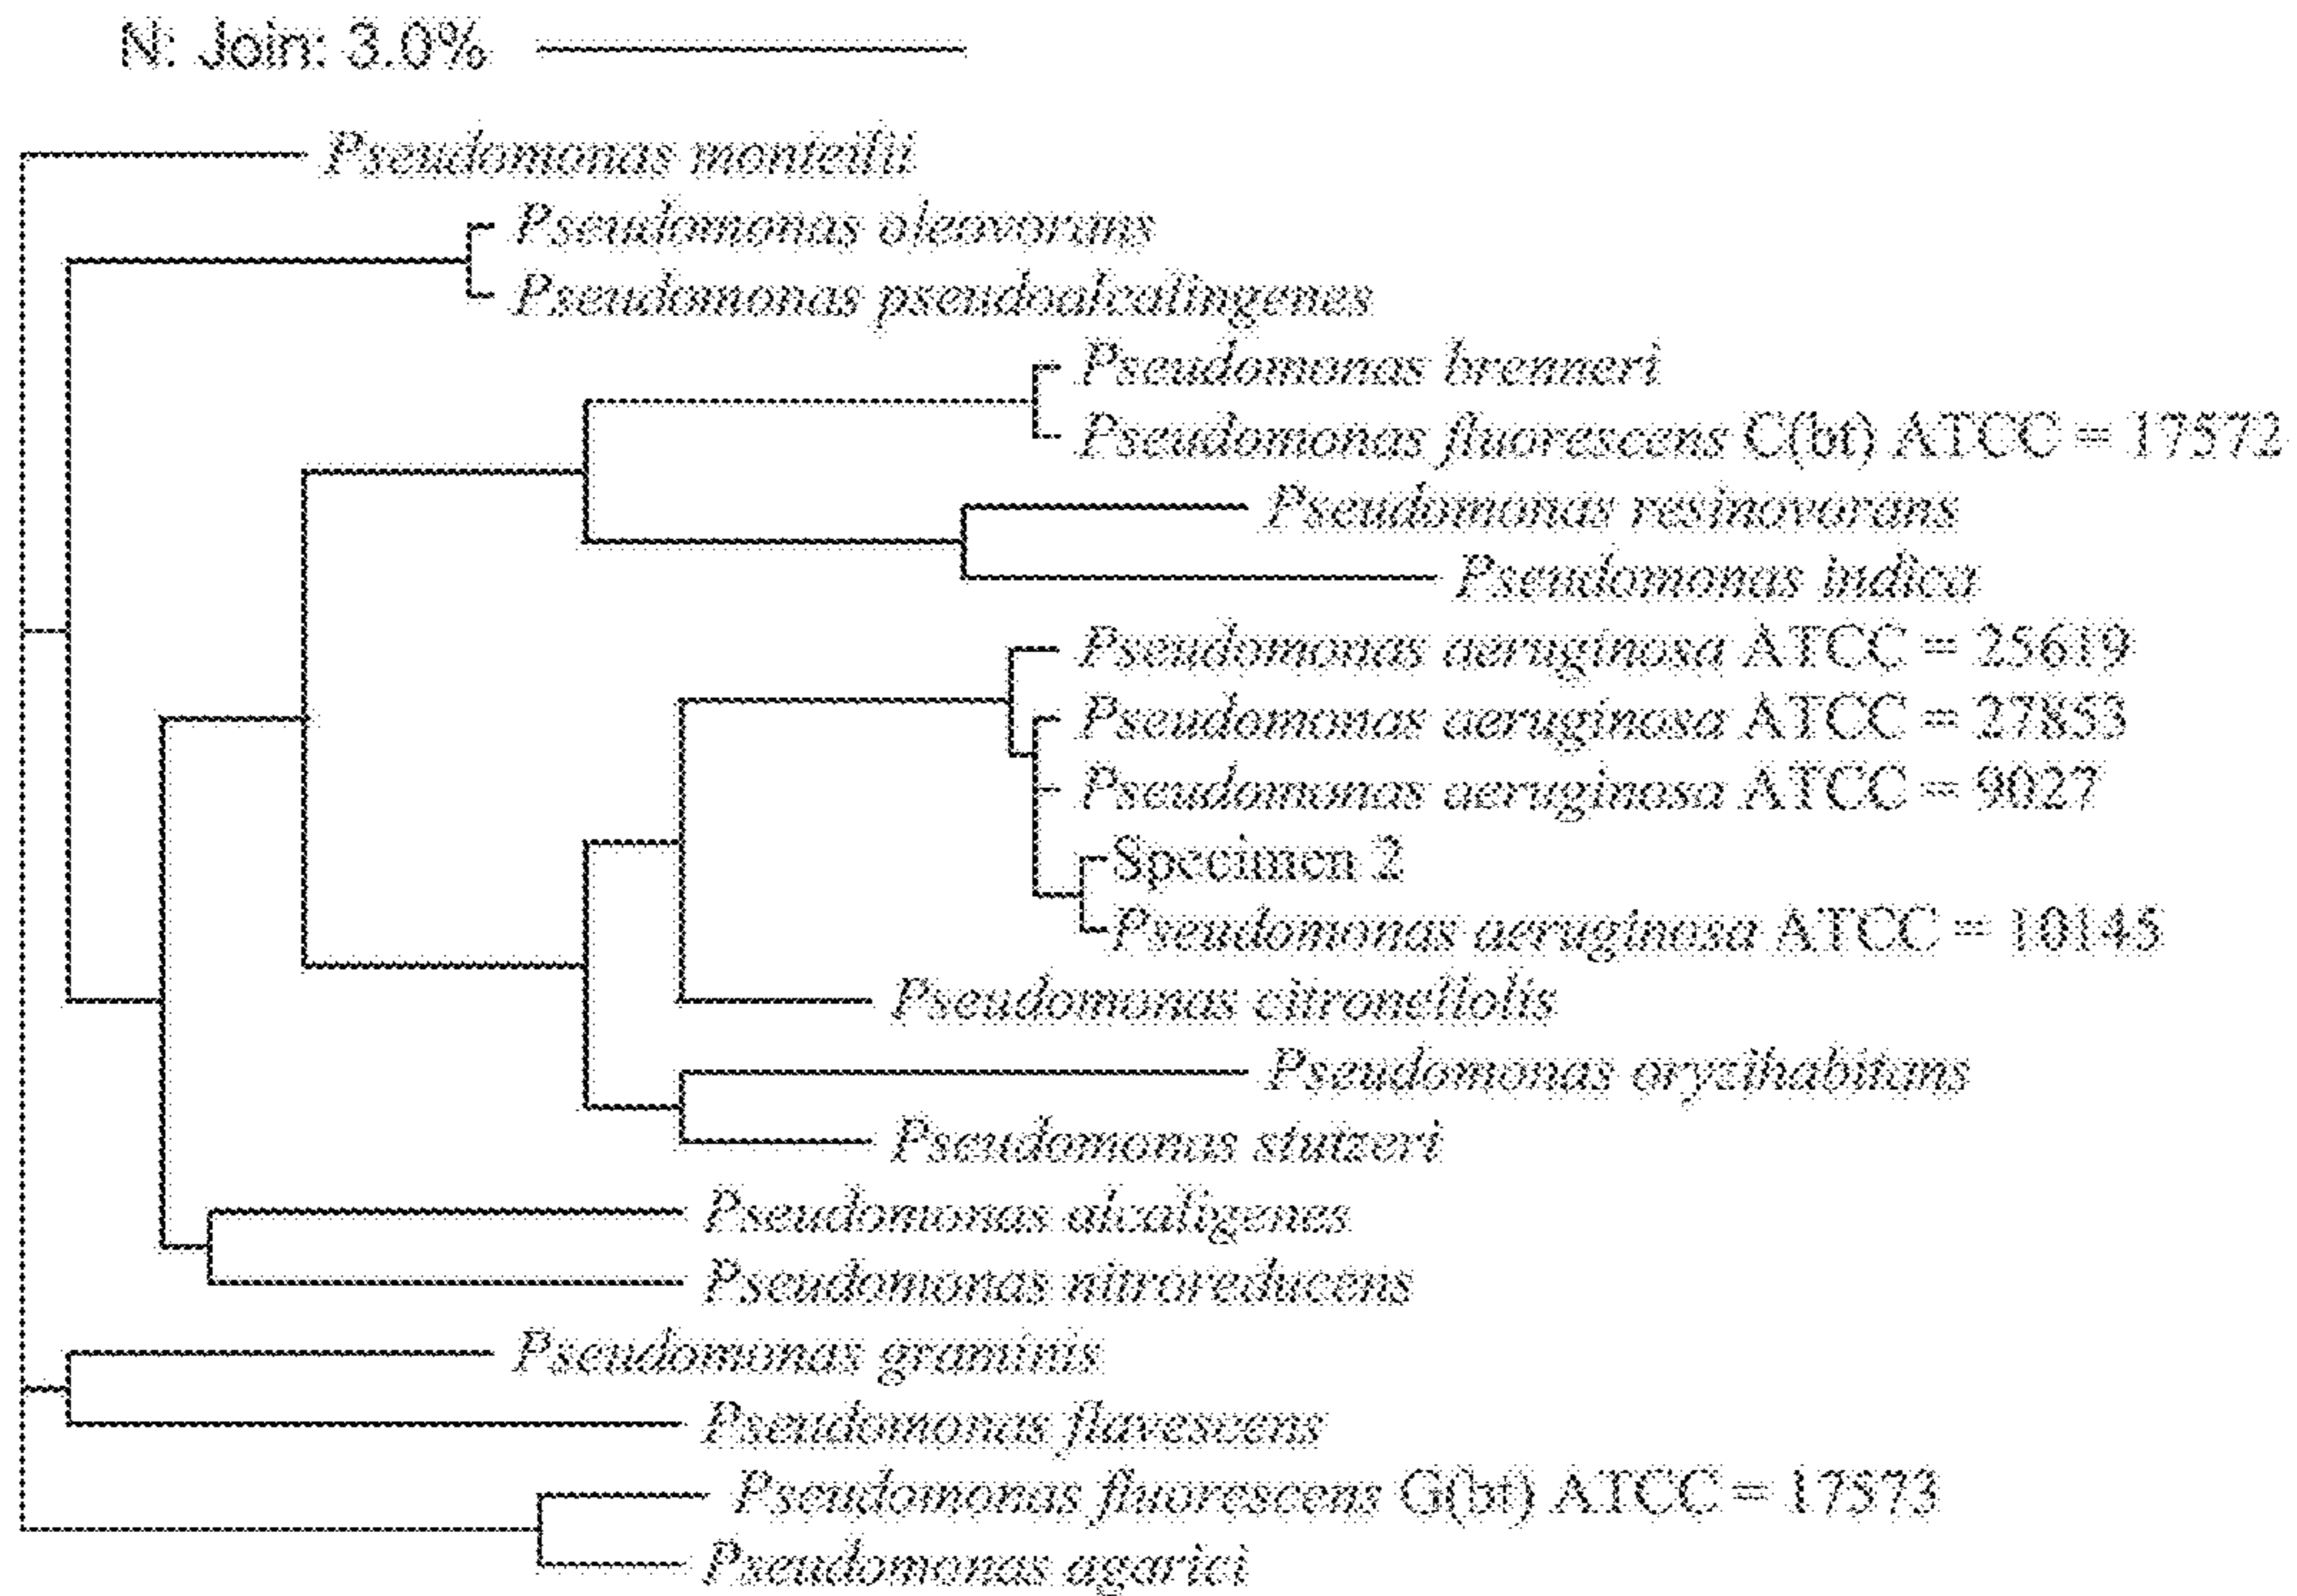 N: Join: 3.0%
Pseudomonas monteilii
Pseudomonas oleovorans
Pseudomonas pseudoalcalingenes
Pseudomonas brenneri
Pseudomonas fluorescens C(bt) ATCC = 17572
Pseudomonas resinovorans
Pseudomonas indica
Pseudomonas aeruginosa ATCC = 25619
Pseudomonas aeruginosa ATCC = 27853
Pseudomonas aeruginosa ATCC = 9027
Specimen 2
Pseudomonas aeruginosa ATCC = 10145
Pseudomonas citronellolis
Pseudomonas oryzihabitans
Pseudomonas stutzeri
Pseudomonas alcaligenes
Pseudomonas nitroreducens
Pseudomonas graminis
Pseudomonas flavescens
Pseudomonas fluorescens G(bt) ATCC = 17573
Pseudomonas agarici